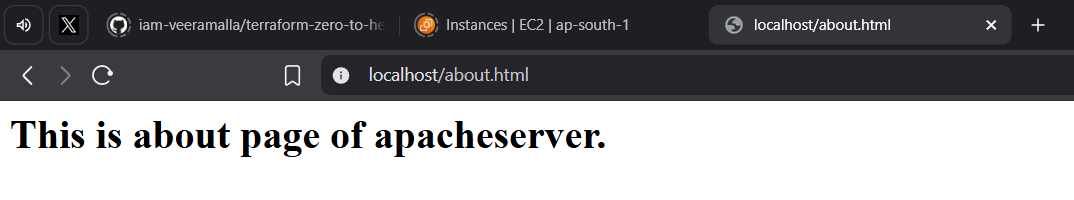 iam-veeramalla/terraform-zero-to-he
Instances | EC2 | ap-south-1
localhost/about.html
localhost/about.html
This is about page of apacheserver.